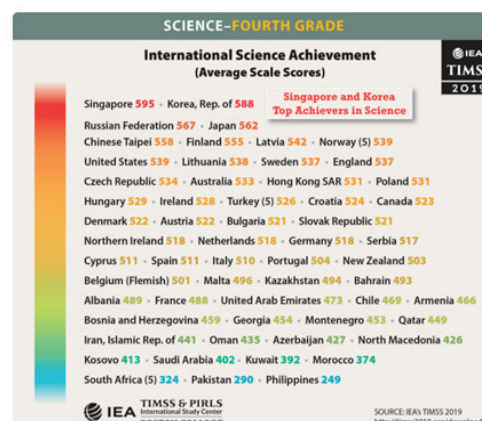 SCIENCE–FOURTH GRADE
International Science Achievement
(Average Scale Scores)
IEA
TIMSS
2019
Singapore and Korea
Top Achievers in Science
Singapore 595 • Korea, Rep. of 588
Russian Federation 567 • Japan 562
Chinese Taipei 558 • Finland 555 • Latvia 542 • Norway (5) 539
United States 539 • Lithuania 538 • Sweden 537 • England 537
Czech Republic 534 • Australia 533 • Hong Kong SAR 531 • Poland 531
Hungary 529 • Ireland 528 • Turkey (5) 526 • Croatia 524 • Canada 523
Denmark 522 • Austria 522 • Bulgaria 521 • Slovak Republic 521
Northern Ireland 518 • Netherlands 518 • Germany 518 • Serbia 517
Cyprus 511 • Spain 511 • Italy 510 • Portugal 504 • New Zealand 503
Belgium (Flemish) 501 • Malta 496 • Kazakhstan 494 • Bahrain 493
Albania 489 • France 488 • United Arab Emirates 473 • Chile 469 • Armenia 466
Bosnia and Herzegovina 459 • Georgia 454 • Montenegro 453 • Qatar 449
Iran, Islamic Rep. of 441 • Oman 435 • Azerbaijan 427 • North Macedonia 426
Kosovo 413 • Saudi Arabia 402 • Kuwait 392 • Morocco 374
South Africa (5) 324 • Pakistan 290 • Philippines 249
IEA
TIMSS & PIRLS
International Study Center
SOURCE: IEA's TIMSS 2019